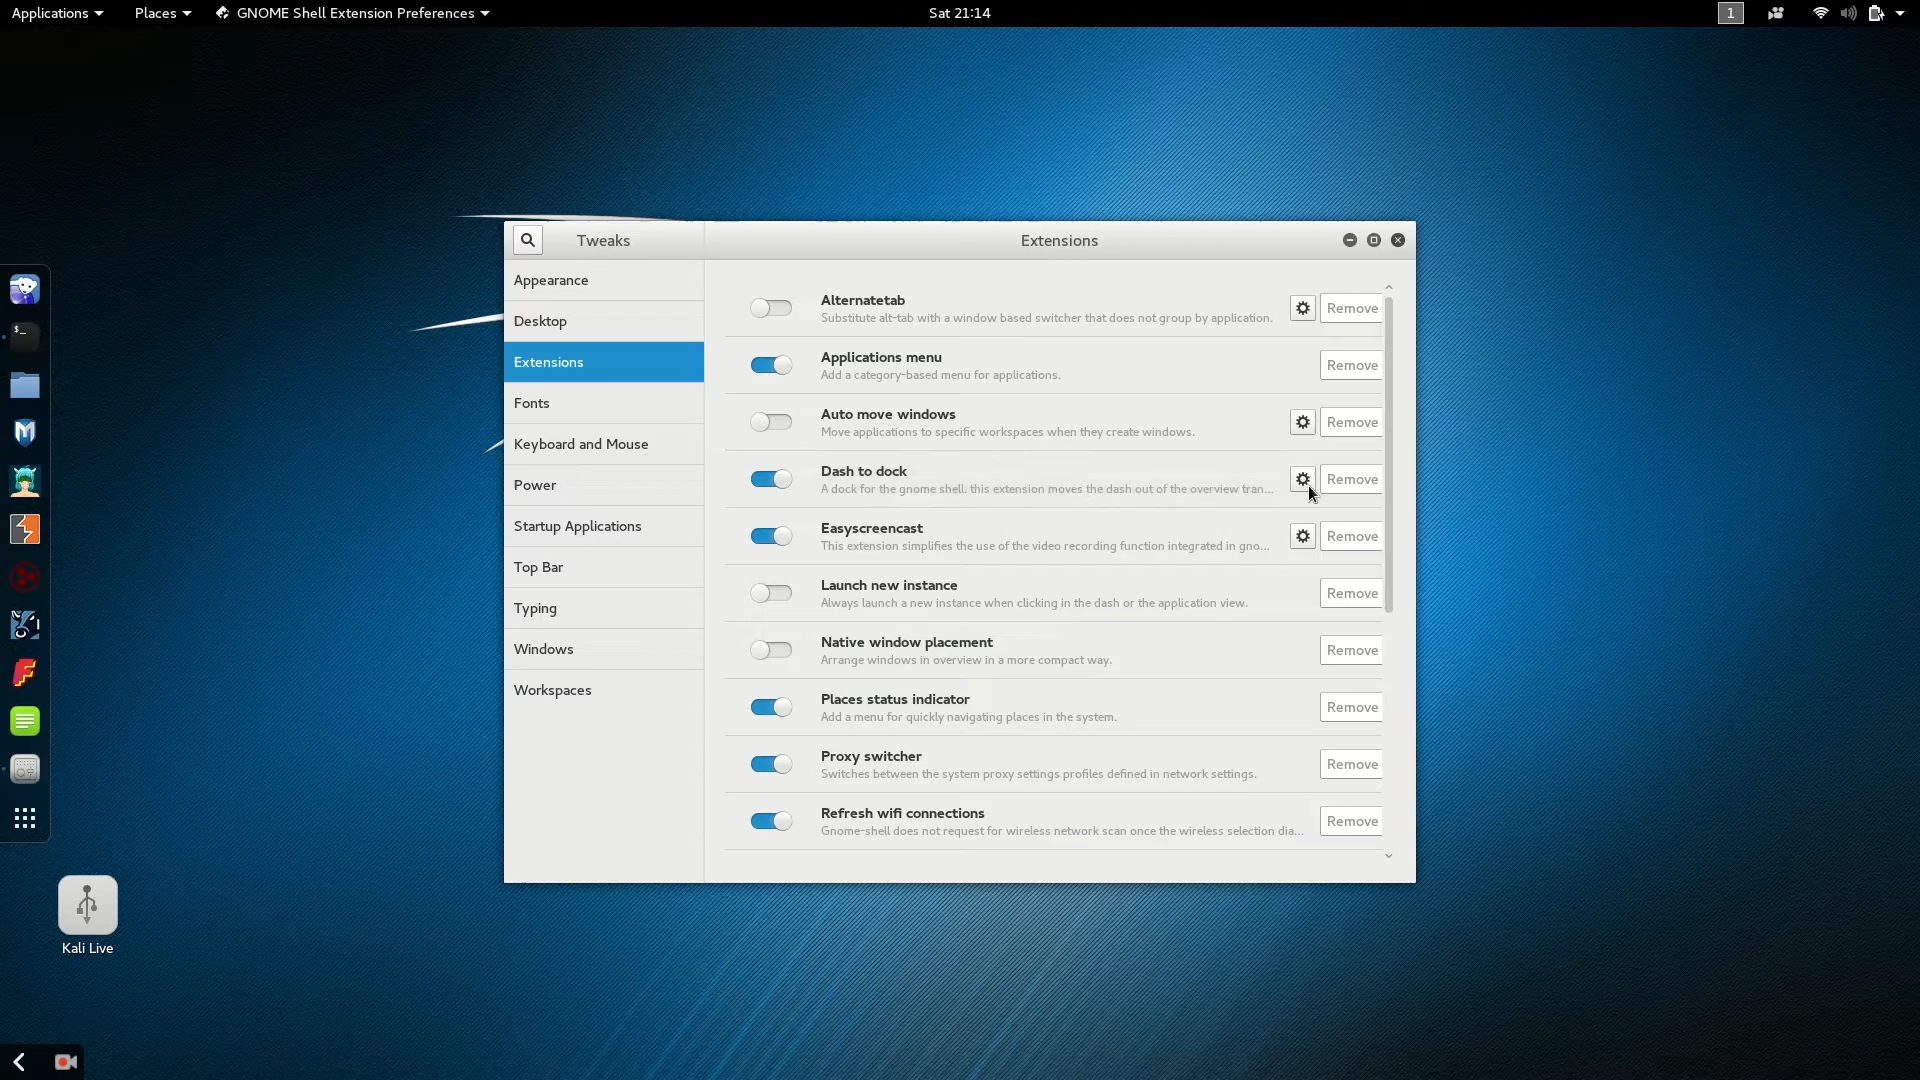 Applications Places GNOME Shell Extension Preferences Sat 21:14 1
Tweaks Extensions
Appearance
Desktop
Extensions
Fonts
Keyboard and Mouse
Power
Startup Applications
Top Bar
Typing
Windows
Workspaces
Alternatetab
Substitute alt-tab with a window based switcher that does not group by application.
Remove
Applications menu
Add a category-based menu for applications.
Remove
Auto move windows
Move applications to specific workspaces when they create windows.
Remove
Dash to dock
A dock for the gnome shell. this extension moves the dash out of the overview tran...
Remove
Easyscreencast
This extension simplifies the use of the video recording function integrated in gno...
Remove
Launch new instance
Always launch a new instance when clicking in the dash or the application view.
Remove
Native window placement
Arrange windows in overview in a more compact way.
Remove
Places status indicator
Add a menu for quickly navigating places in the system.
Remove
Proxy switcher
Switches between the system proxy settings profiles defined in network settings.
Remove
Refresh wifi connections
Gnome-shell does not request for wireless network scan once the wireless selection dia...
Remove
Kali Live